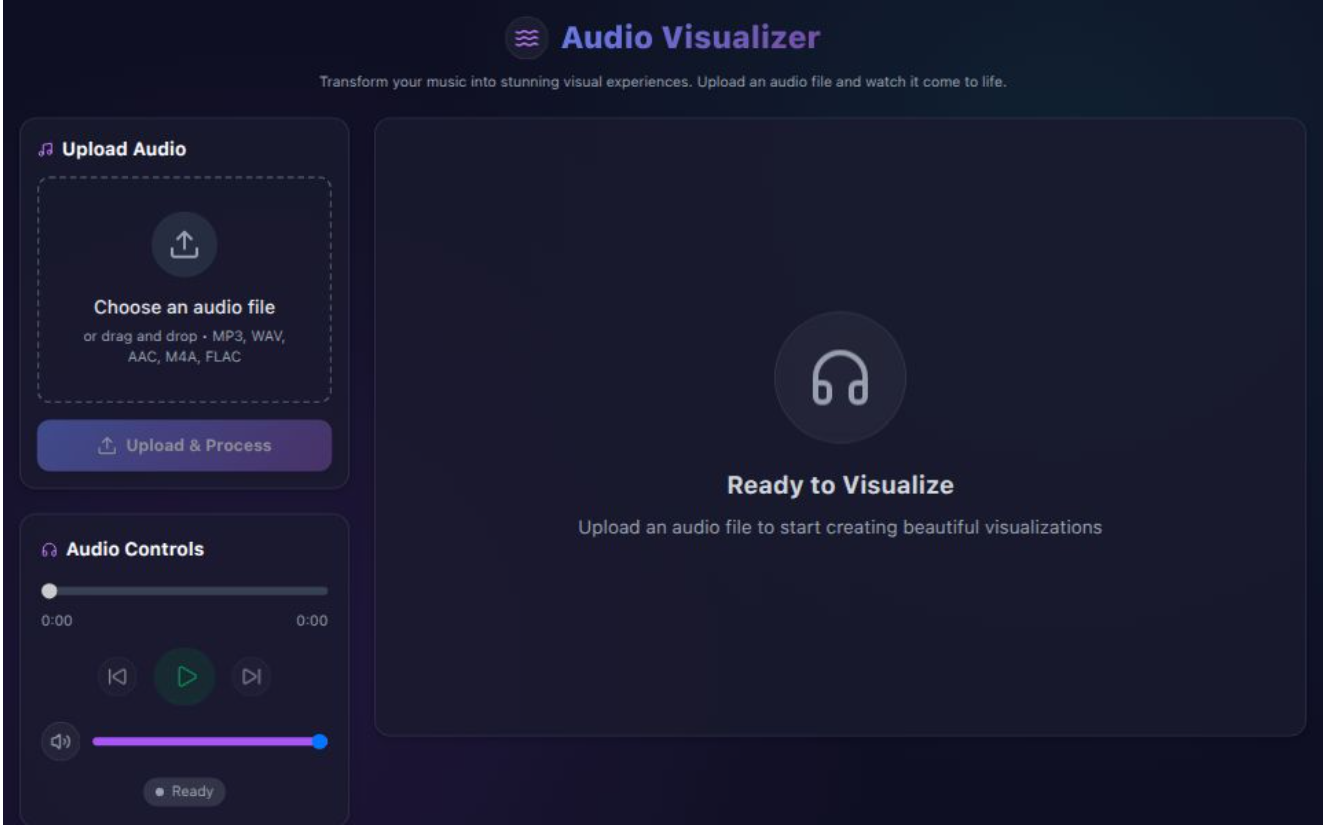 Audio Visualizer
Transform your music into stunning visual experiences. Upload an audio file and watch it come to life.
Upload Audio
Choose an audio file
or drag and drop • MP3, WAV,
AAC, M4A, FLAC
Upload & Process
Audio Controls
0:00 0:00
Ready
Ready to Visualize
Upload an audio file to start creating beautiful visualizations